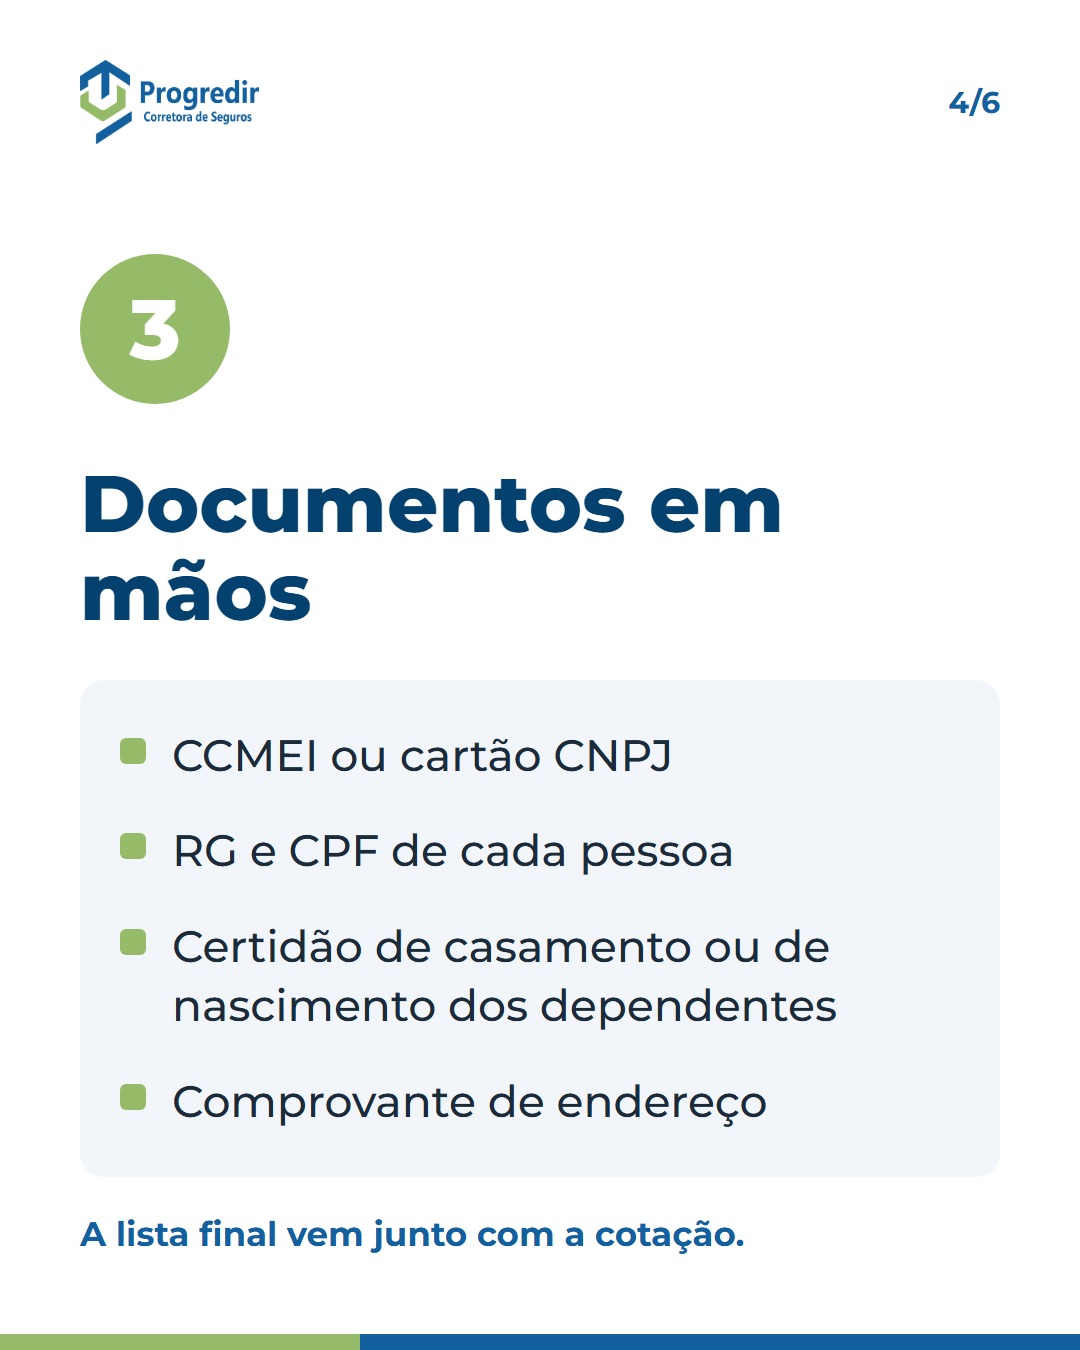 Progredir
Corretora de Seguros
4/6
3
Documentos em
mãos
CCMEI ou cartão CNPJ
RG e CPF de cada pessoa
Certidão de casamento ou de
nascimento dos dependentes
Comprovante de endereço
A lista final vem junto com a cotação.